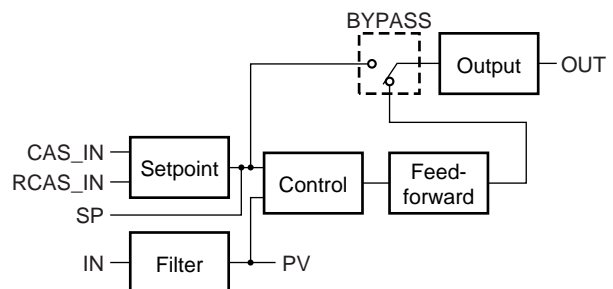 BYPASS
Output
OUT
CAS_IN
RCAS_IN
Setpoint
Control
Feed-
forward
SP
IN
Filter
PV